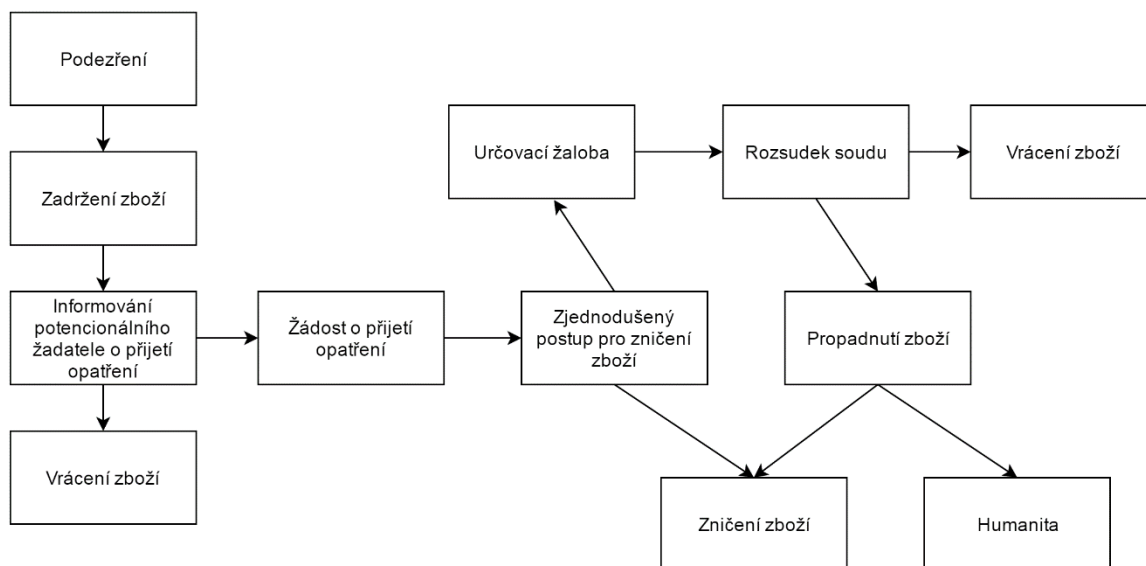 Podezření
Zadržení zboží
Informování
potencionálního
žadatele o přijetí
opatření
Vrácení zboží
Žádost o přijetí
opatření
Zjednodušený
postup pro zničení
zboží
Určovací žaloba
Rozsudek soudu
Vrácení zboží
Propadnutí zboží
Zničení zboží
Humanita